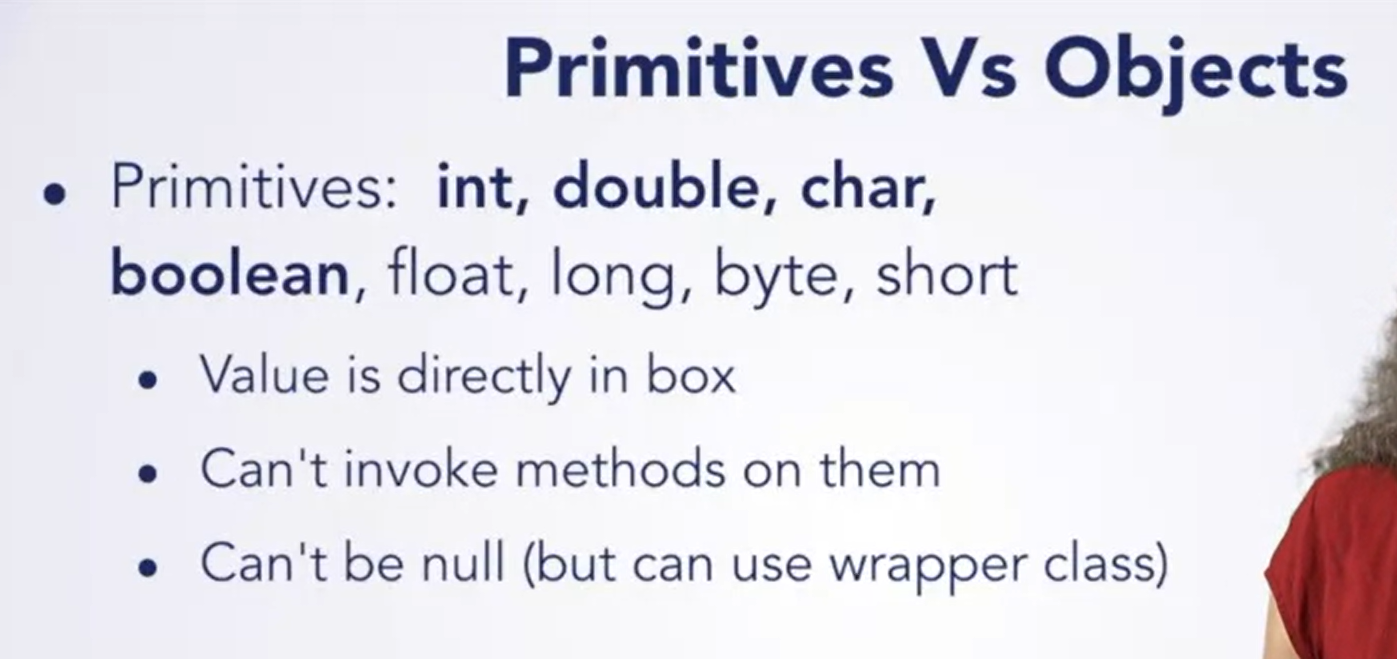 Primitives Vs Objects
• Primitives: int, double, char,
boolean, float, long, byte, short
• Value is directly in box
• Can't invoke methods on them
• Can't be null (but can use wrapper class)